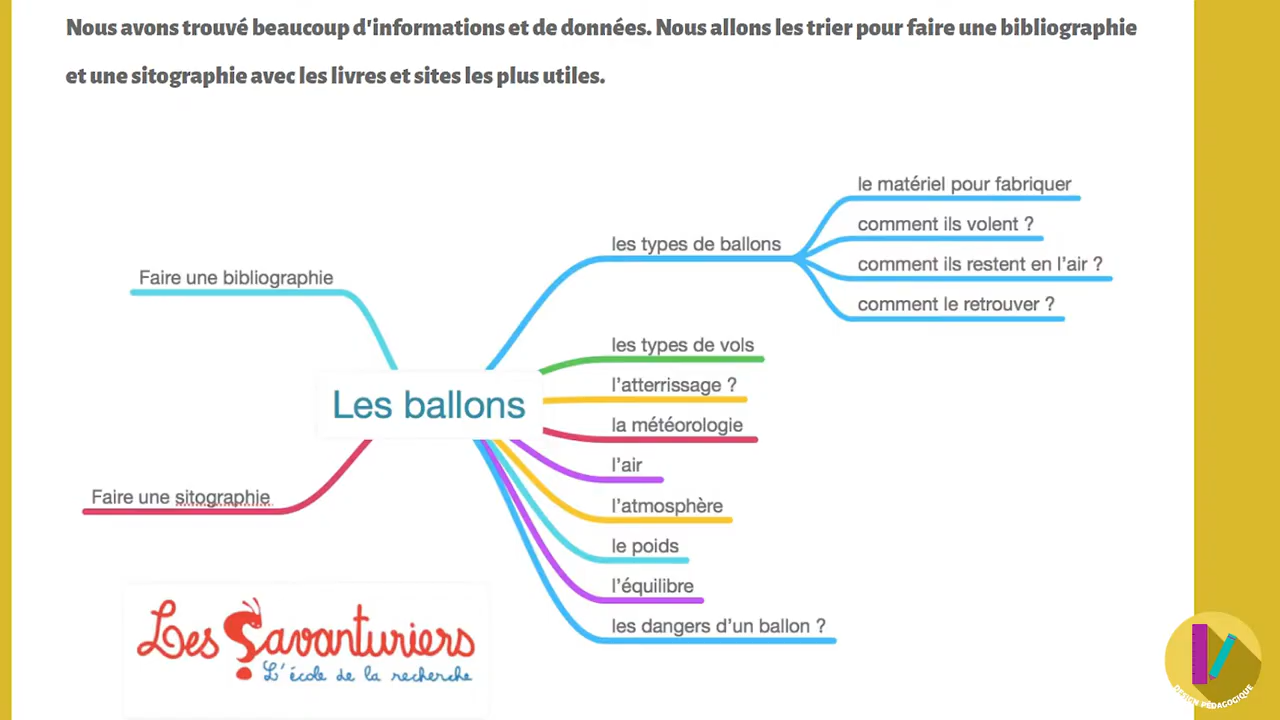 Nous avons trouvé beaucoup d'informations et de données. Nous allons les trier pour faire une bibliographie
et une sitographie avec les livres et sites les plus utiles.
le matériel pour fabriquer
comment ils volent ?
les types de ballons
comment ils restent en l'air ?
comment le retrouver ?
Faire une bibliographie
les types de vols
l'atterrissage ?
Les ballons
la météorologie
l'air
Faire une sitographie
l'atmosphère
le poids
l'équilibre
les dangers d'un ballon ?
Les Savanturiers
L'école de la recherche
DESIGN PÉDAGOGIQUE